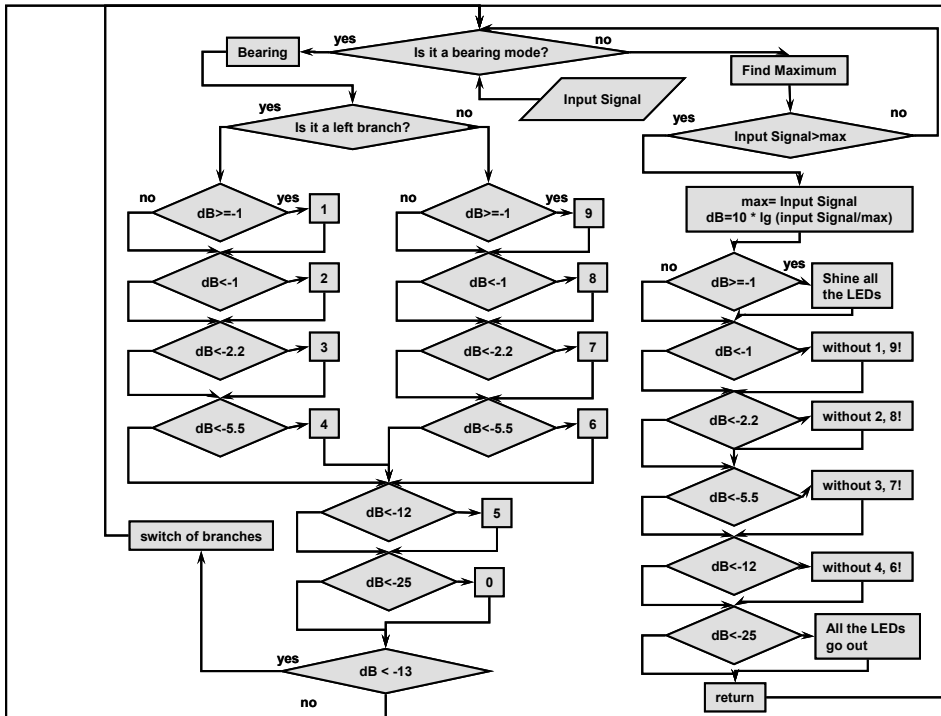 yes
Is it a bearing mode?
no
Bearing
Find Maximum
Input Signal
yes
Is it a left branch?
no
yes
Input Signal>max
no
no
dB>=-1
yes
1
no
dB>=-1
yes
9
max= Input Signal
dB=10 * lg (input Signal/max)
dB<-1
2
dB<-1
8
no
dB>=-1
yes
Shine all
the LEDs
dB<-2.2
3
dB<-2.2
7
dB<-1
without 1, 9!
dB<-5.5
4
dB<-5.5
6
dB<-2.2
without 2, 8!
dB<-5.5
without 3, 7!
dB<-12
5
switch of branches
dB<-12
without 4, 6!
dB<-25
0
dB<-25
All the LEDs
go out
yes
dB < -13
no
return